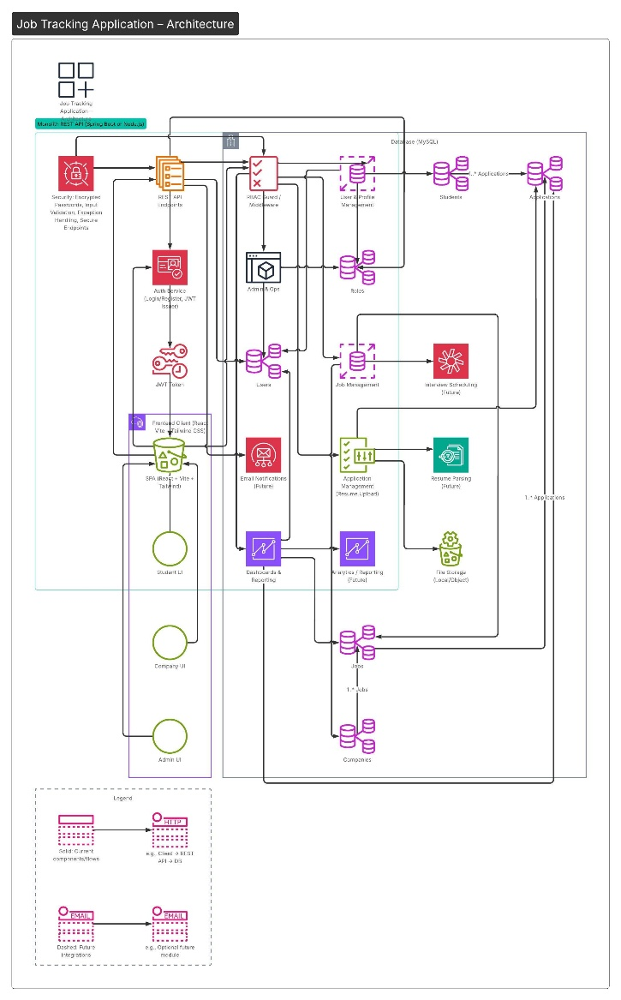 Job Tracking Application – Architecture
Job Tracking
Application –
Monolith REST API (Spring Boot or Node.js)
Database (MySQL)
Security: Encrypted
Passwords, Input
Validation, Exception
Handling, Secure
Endpoints
REST API
Endpoints
RBAC Guard /
Middleware
User & Profile
Management
Students
1..* Applications
Applications
Auth Service
(Login/Register, JWT
Issuer)
Admin & Ops
Roles
JWT Token
Users
Job Management
Interview Scheduling
(Future)
Frontend Client (React
Vite + Tailwind CSS)
SPA (React + Vite +
Tailwind)
Email Notifications
(Future)
Application
Management
(Resume Upload)
Resume Parsing
(Future)
1..* Applications
Student UI
Dashboards &
Reporting
Analytics / Reporting
(Future)
File Storage
(Local/Object)
Company UI
Jobs
1..* Jobs
Admin UI
Companies
Legend
HTTP
Solid: Current
components/flows
e.g., Client → REST
API → DB
EMAIL
EMAIL
Dashed: Future
integrations
e.g., Optional future
module